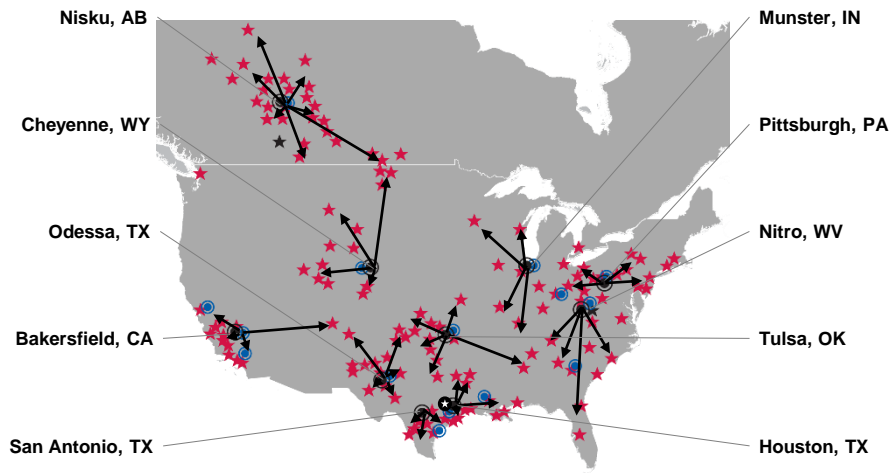 Nisku, AB
Munster, IN
Cheyenne, WY
Pittsburgh, PA
Odessa, TX
Nitro, WV
Bakersfield, CA
Tulsa, OK
San Antonio, TX
Houston, TX